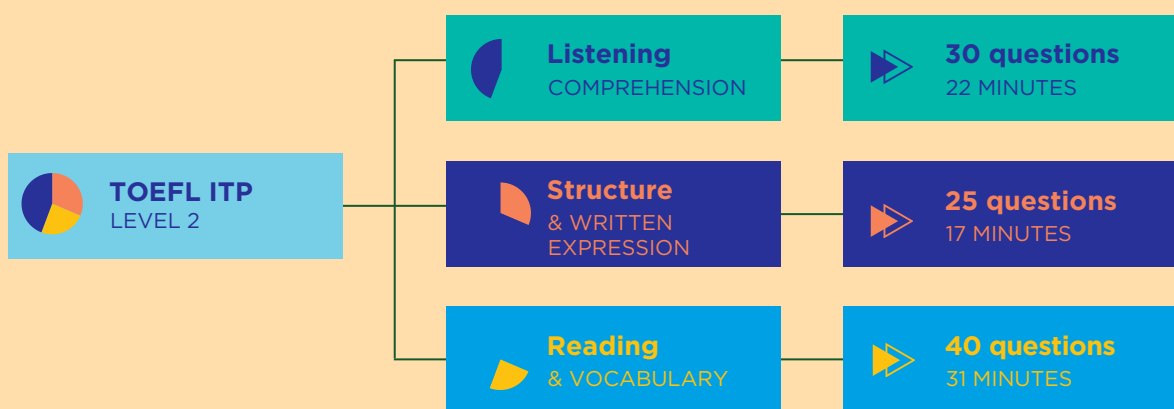 TOEFL ITP
LEVEL 2
Listening
COMPREHENSION
30 questions
22 MINUTES
Structure
& WRITTEN
EXPRESSION
25 questions
17 MINUTES
Reading
& VOCABULARY
40 questions
31 MINUTES